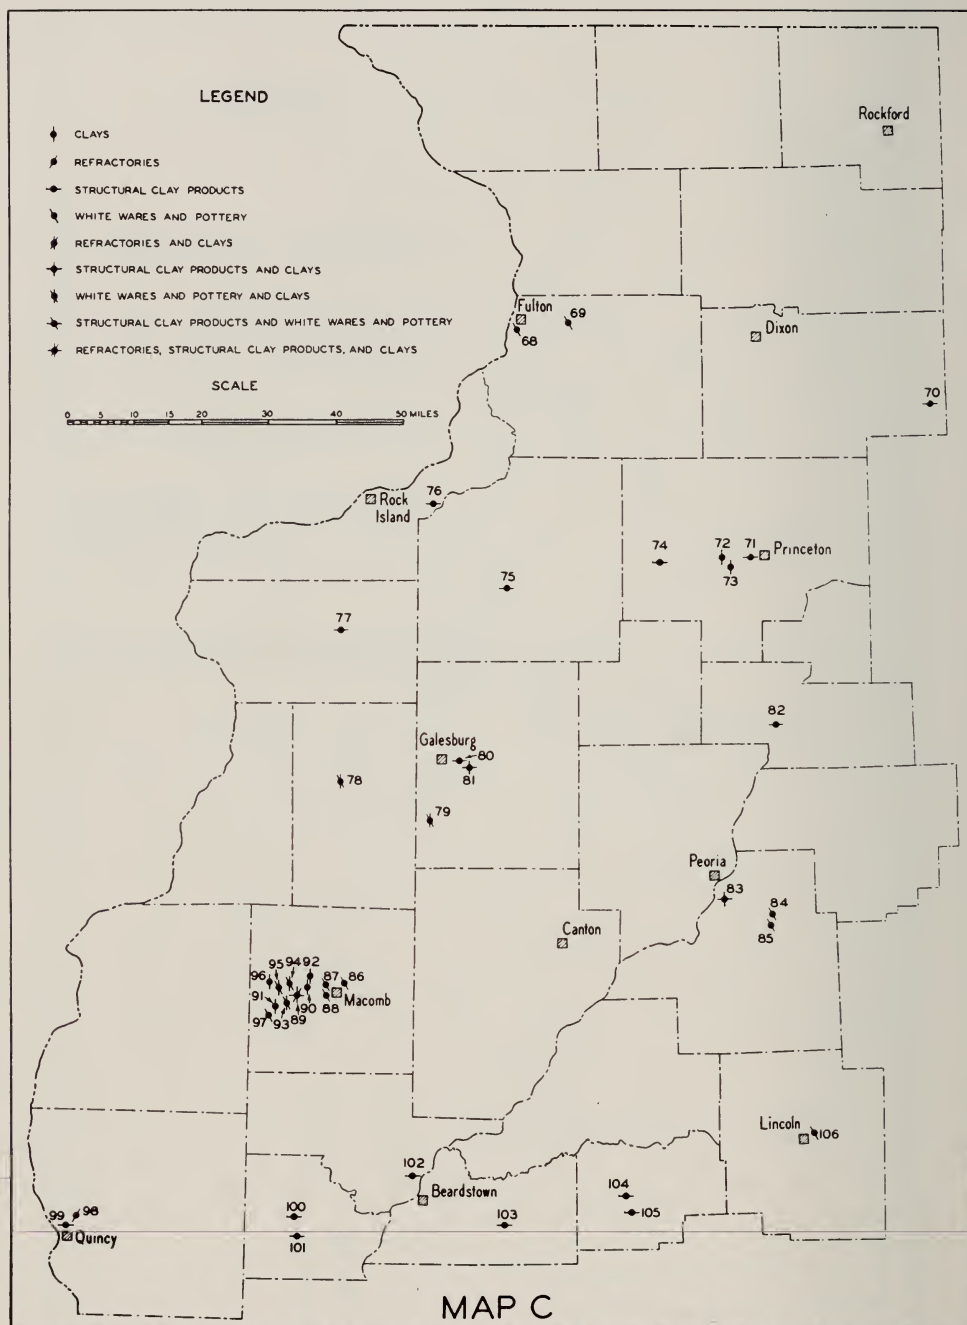 LEGEND
CLAYS
REFRACTORIES
STRUCTURAL CLAY PRODUCTS
WHITE WARES AND POTTERY
REFRACTORIES AND CLAYS
STRUCTURAL CLAY PRODUCTS AND CLAYS
WHITE WARES AND POTTERY AND CLAYS
STRUCTURAL CLAY PRODUCTS AND WHITE WARES AND POTTERY
REFRACTORIES, STRUCTURAL CLAY PRODUCTS, AND CLAYS
SCALE
0 5 10 15 20 30 40 50 MILES
Rockford
Fulton
69
68
Dixon
70
76
Rock
Island
74
72
71
Princeton
73
75
77
82
Galesburg
80
81
78
79
Peoria
83
84
85
Canton
95 94 92
96
87 86
91
Macomb
97 93 89 90 88
Lincoln
106
102
Beardstown
104
105
103
99 98
Quincy
100
101
MAP C